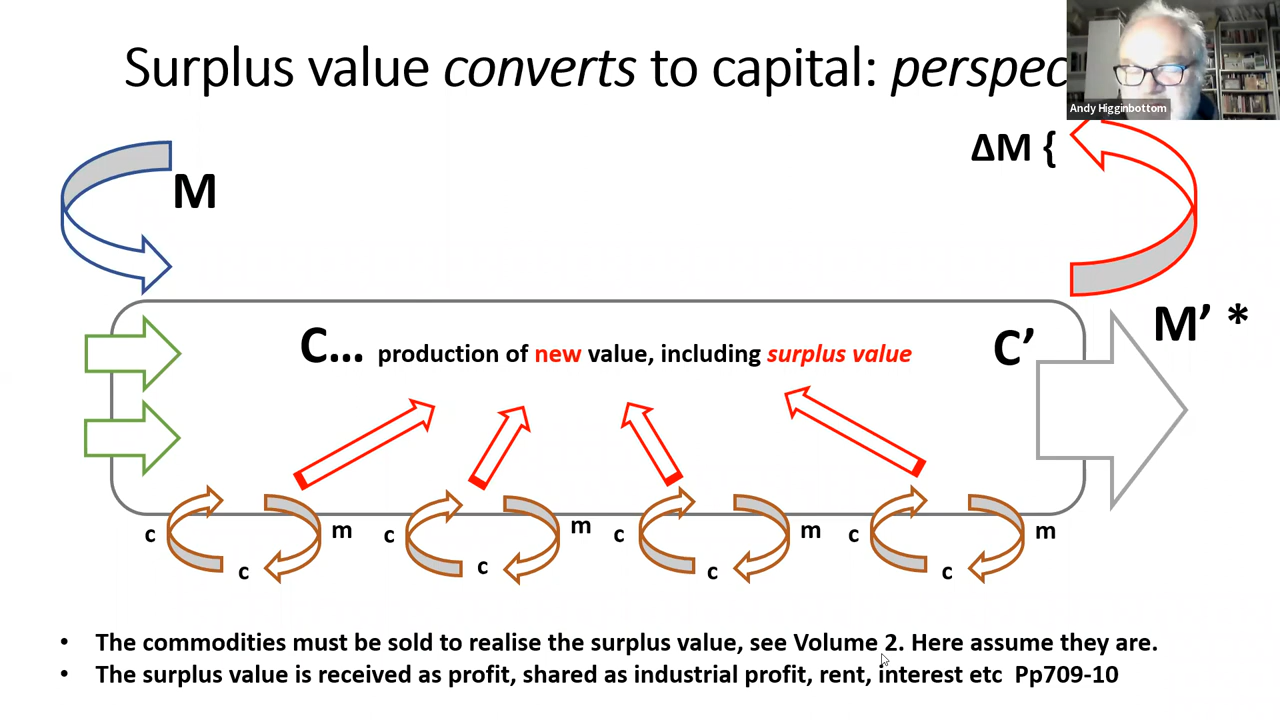 Surplus value converts to capital: perspec
Andy Higginbottom
ΔM {
M
M’ *
C... production of new value, including surplus value
C’
c
m
c
m
c
m
c
m
c
c
c
c
• The commodities must be sold to realise the surplus value, see Volume 2. Here assume they are.
• The surplus value is received as profit, shared as industrial profit, rent, interest etc Pp709-10